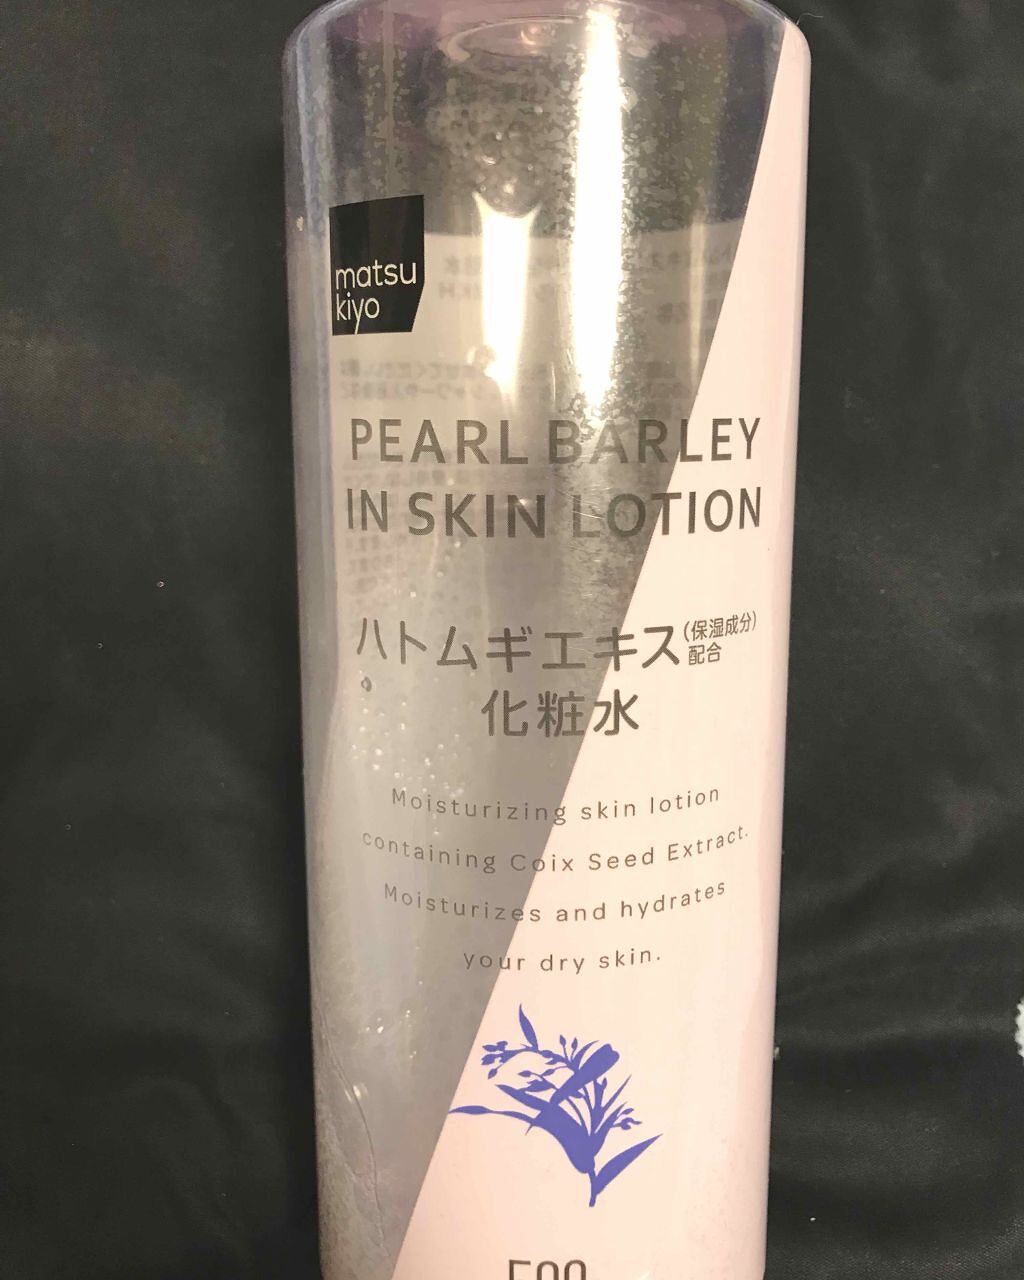 matsu
kiyo
PEARL BARLEY
IN SKIN LOTION
ハトムギエキス(保湿成分)配合
化粧水
Moisturizing skin lotion
containing Coix Seed Extract.
Moisturizes and hydrates
your dry skin.
500